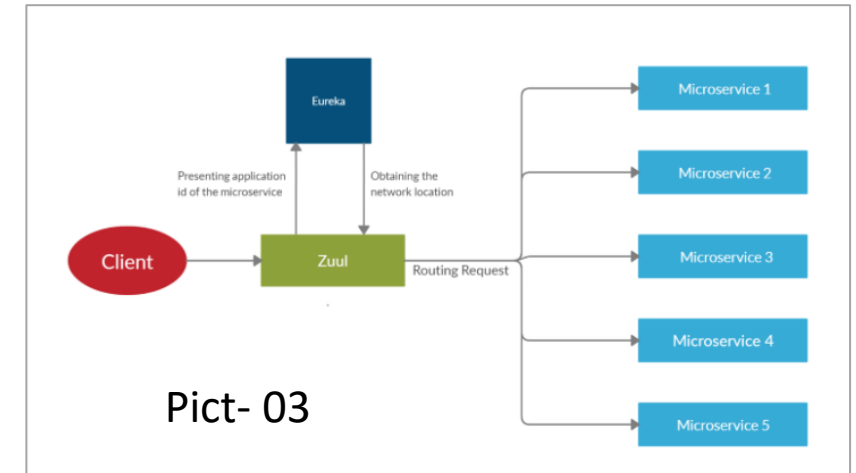 Eureka
Microservice 1
Presenting application
id of the microservice
Obtaining the
network location
Microservice 2
Client
Zuul
Routing Request
Microservice 3
Microservice 4
Microservice 5
Pict- 03